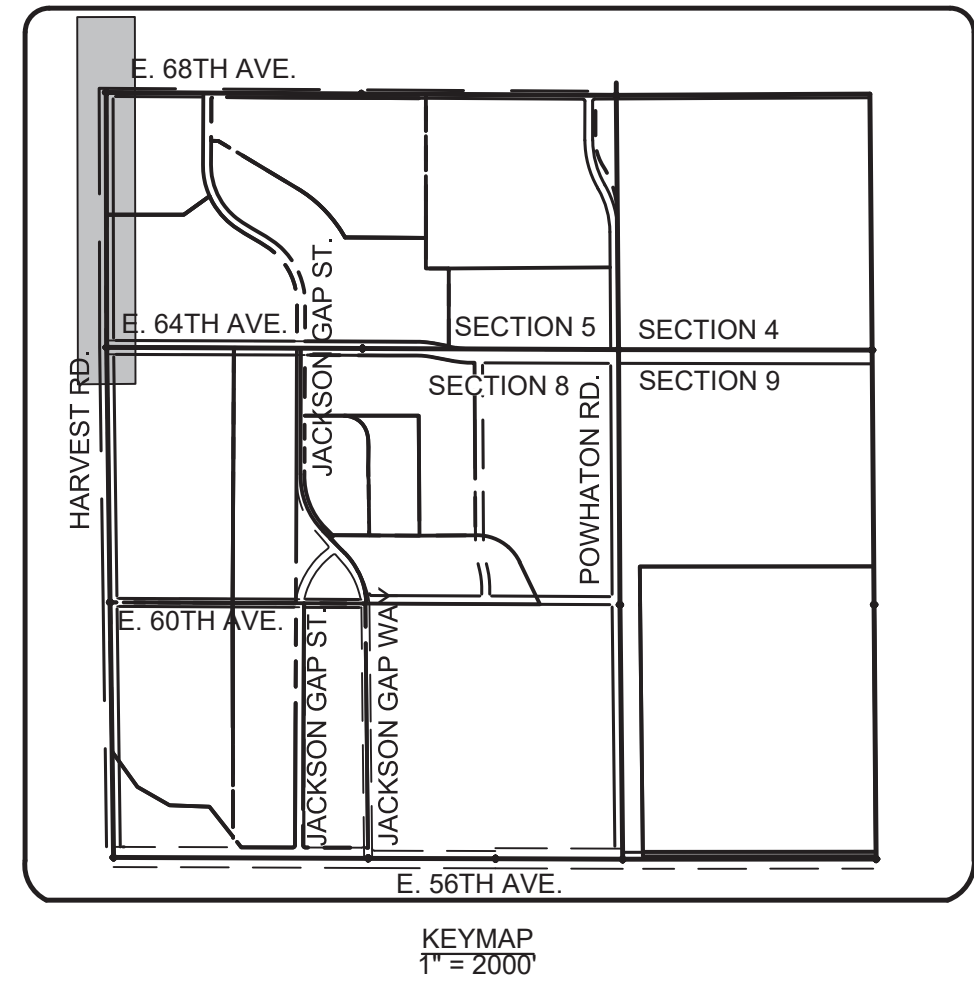 E. 68TH AVE.
E. 64TH AVE.
JACKSON GAP ST.
SECTION 5
SECTION 4
HARVEST RD.
SECTION 8
SECTION 9
POWHATON RD.
E. 60TH AVE.
JACKSON GAP ST.
JACKSON GAP WAY
E. 56TH AVE.
KEYMAP
1" = 2000'